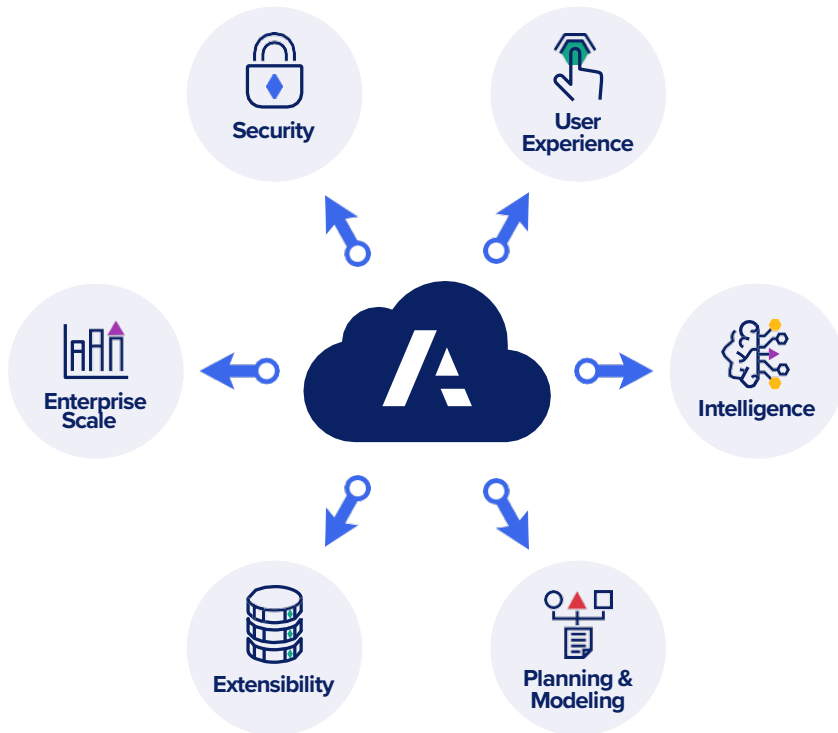 Security
User
Experience
Enterprise
Scale
Intelligence
Extensibility
Planning &
Modeling